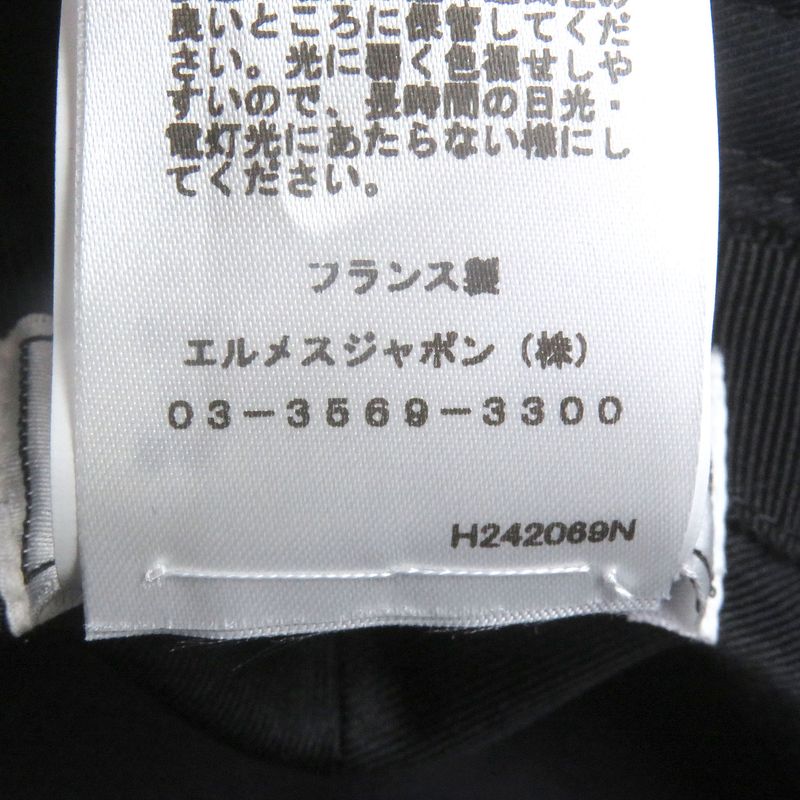 良いところに保管してくだ
さい。光に弱く色褪せしや
すいので、長時間の日光・
電灯光にあたらない様にし
てください。
フランス製
エルメスジャポン（株）
03-3569-3300
H242069N